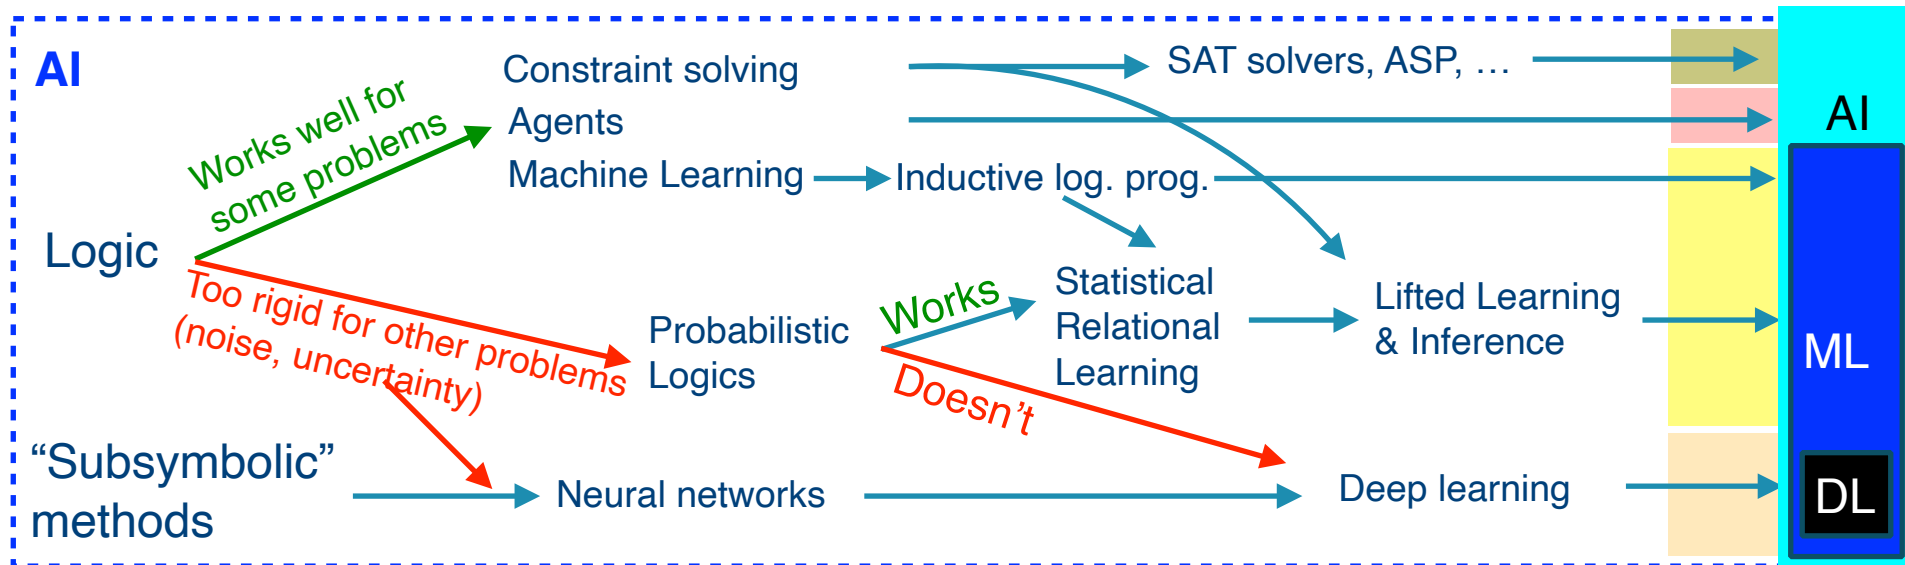 AI
Constraint solving
SAT solvers, ASP, …
Works well for
some problems
Agents
AI
Machine Learning
Inductive log. prog.
Logic
Too rigid for other problems
(noise, uncertainty)
Probabilistic
Logics
Works
Doesn’t
Statistical
Relational
Learning
Lifted Learning
& Inference
ML
“Subsymbolic”
methods
Neural networks
Deep learning
DL